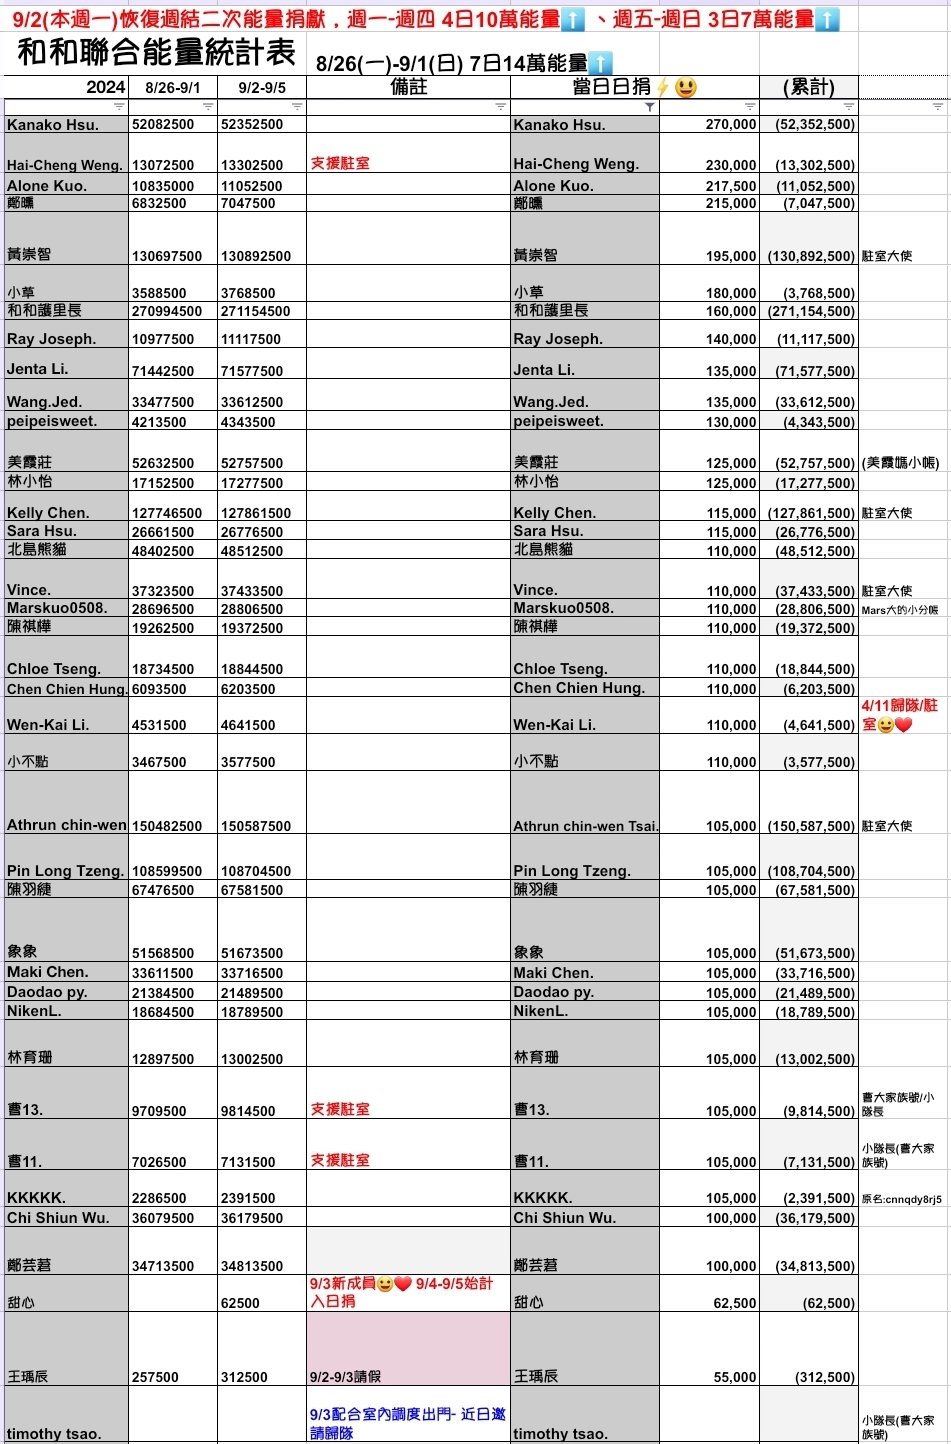 9/2(本週一)恢復週結二次能量捐獻，週一-週四 4日10萬能量⬆️、週五-週日 3日7萬能量⬆️
和和聯合能量統計表 8/26(一)-9/1(日) 7日14萬能量⬆️
2024 8/26-9/1 9/2-9/5 備註 當日日捐⚡😃 (累計)
Kanako Hsu. 52082500 52352500 Kanako Hsu. 270,000 (52,352,500)
Hai-Cheng Weng. 13072500 13302500 支援駐室 Hai-Cheng Weng. 230,000 (13,302,500)
Alone Kuo. 10835000 11052500 Alone Kuo. 217,500 (11,052,500)
鄭曛 6832500 7047500 鄭曛 215,000 (7,047,500)
黃崇智 130697500 130892500 黃崇智 195,000 (130,892,500) 駐室大使
小草 3588500 3768500 小草 180,000 (3,768,500)
和和護里長 270994500 271154500 和和護里長 160,000 (271,154,500)
Ray Joseph. 10977500 11117500 Ray Joseph. 140,000 (11,117,500)
Jenta Li. 71442500 71577500 Jenta Li. 135,000 (71,577,500)
Wang.Jed. 33477500 33612500 Wang.Jed. 135,000 (33,612,500)
peipeisweet. 4213500 4343500 peipeisweet. 130,000 (4,343,500)
美霞莊 52632500 52757500 美霞莊 125,000 (52,757,500) (美霞媽小帳)
林小怡 17152500 17277500 林小怡 125,000 (17,277,500)
Kelly Chen. 127746500 127861500 Kelly Chen. 115,000 (127,861,500) 駐室大使
Sara Hsu. 26661500 26776500 Sara Hsu. 115,000 (26,776,500)
北島熊貓 48402500 48512500 北島熊貓 110,000 (48,512,500)
Vince. 37323500 37433500 Vince. 110,000 (37,433,500) 駐室大使
Marskuo0508. 28696500 28806500 Marskuo0508. 110,000 (28,806,500) Mars大的小分帳
陳祺樺 19262500 19372500 陳祺樺 110,000 (19,372,500)
Chloe Tseng. 18734500 18844500 Chloe Tseng. 110,000 (18,844,500)
Chen Chien Hung. 6093500 6203500 Chen Chien Hung. 110,000 (6,203,500)
Wen-Kai Li. 4531500 4641500 Wen-Kai Li. 110,000 (4,641,500) 4/11歸隊/駐
室😀❤️
小不點 3467500 3577500 小不點 110,000 (3,577,500)
Athrun chin-wen 150482500 150587500 Athrun chin-wen Tsai. 105,000 (150,587,500) 駐室大使
Pin Long Tzeng. 108599500 108704500 Pin Long Tzeng. 105,000 (108,704,500)
陳羽緁 67476500 67581500 陳羽緁 105,000 (67,581,500)
象象 51568500 51673500 象象 105,000 (51,673,500)
Maki Chen. 33611500 33716500 Maki Chen. 105,000 (33,716,500)
Daodao py. 21384500 21489500 Daodao py. 105,000 (21,489,500)
NikenL. 18684500 18789500 NikenL. 105,000 (18,789,500)
林育珊 12897500 13002500 林育珊 105,000 (13,002,500)
曹13. 9709500 9814500 支援駐室 曹13. 105,000 (9,814,500) 曹大家族號/小
隊長
曹11. 7026500 7131500 支援駐室 曹11. 105,000 (7,131,500) 小隊長(曹大家
族號)
KKKKK. 2286500 2391500 KKKKK. 105,000 (2,391,500) 原名:cnnqdy8rj5
Chi Shiun Wu. 36079500 36179500 Chi Shiun Wu. 100,000 (36,179,500)
鄭芸萻 34713500 34813500 鄭芸萻 100,000 (34,813,500)
甜心 62500 9/3新成員😀❤️ 9/4-9/5始計
入日捐 甜心 62,500 (62,500)
王瑀辰 257500 312500 9/2-9/3請假 王瑀辰 55,000 (312,500)
timothy tsao. 9/3配合室內調度出門- 近日邀
請歸隊 timothy tsao. 小隊長(曹大家
族號)